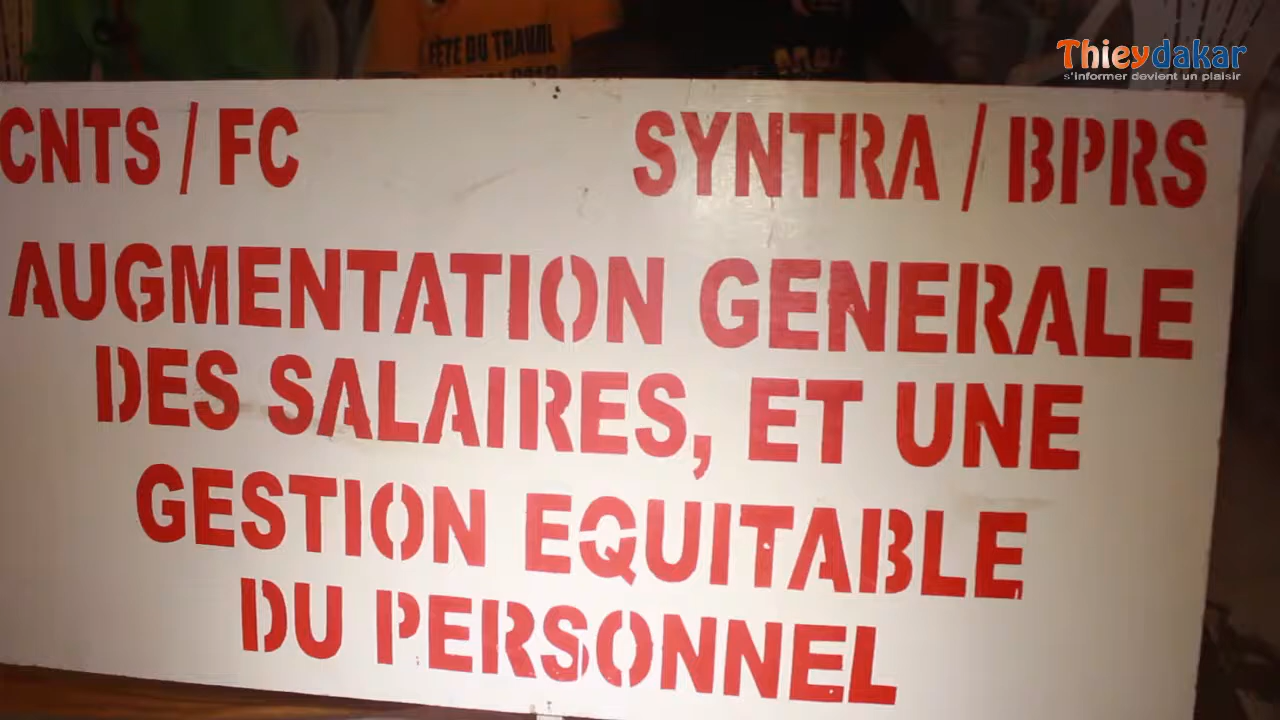 FÊTE DU TRAVAIL
Thieydakar
s'informer devient un plaisir
CNTS / FC
SYNTRA / BPRS
AUGMENTATION GENERALE
DES SALAIRES, ET UNE
GESTION EQUITABLE
DU PERSONNEL